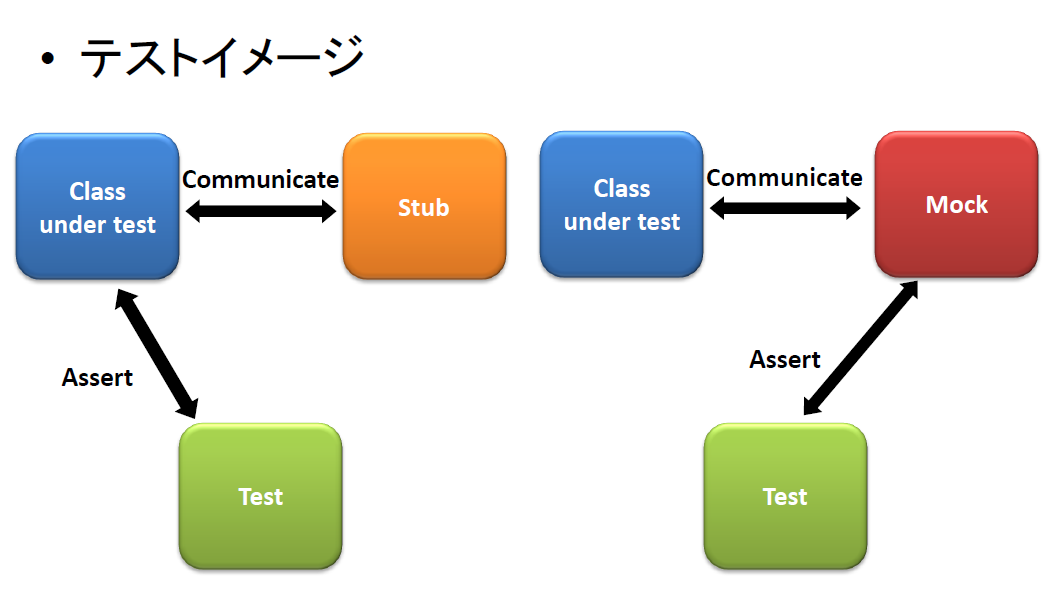 • テストイメージ
Class
under test
Communicate
Stub
Assert
Test
Class
under test
Communicate
Mock
Assert
Test